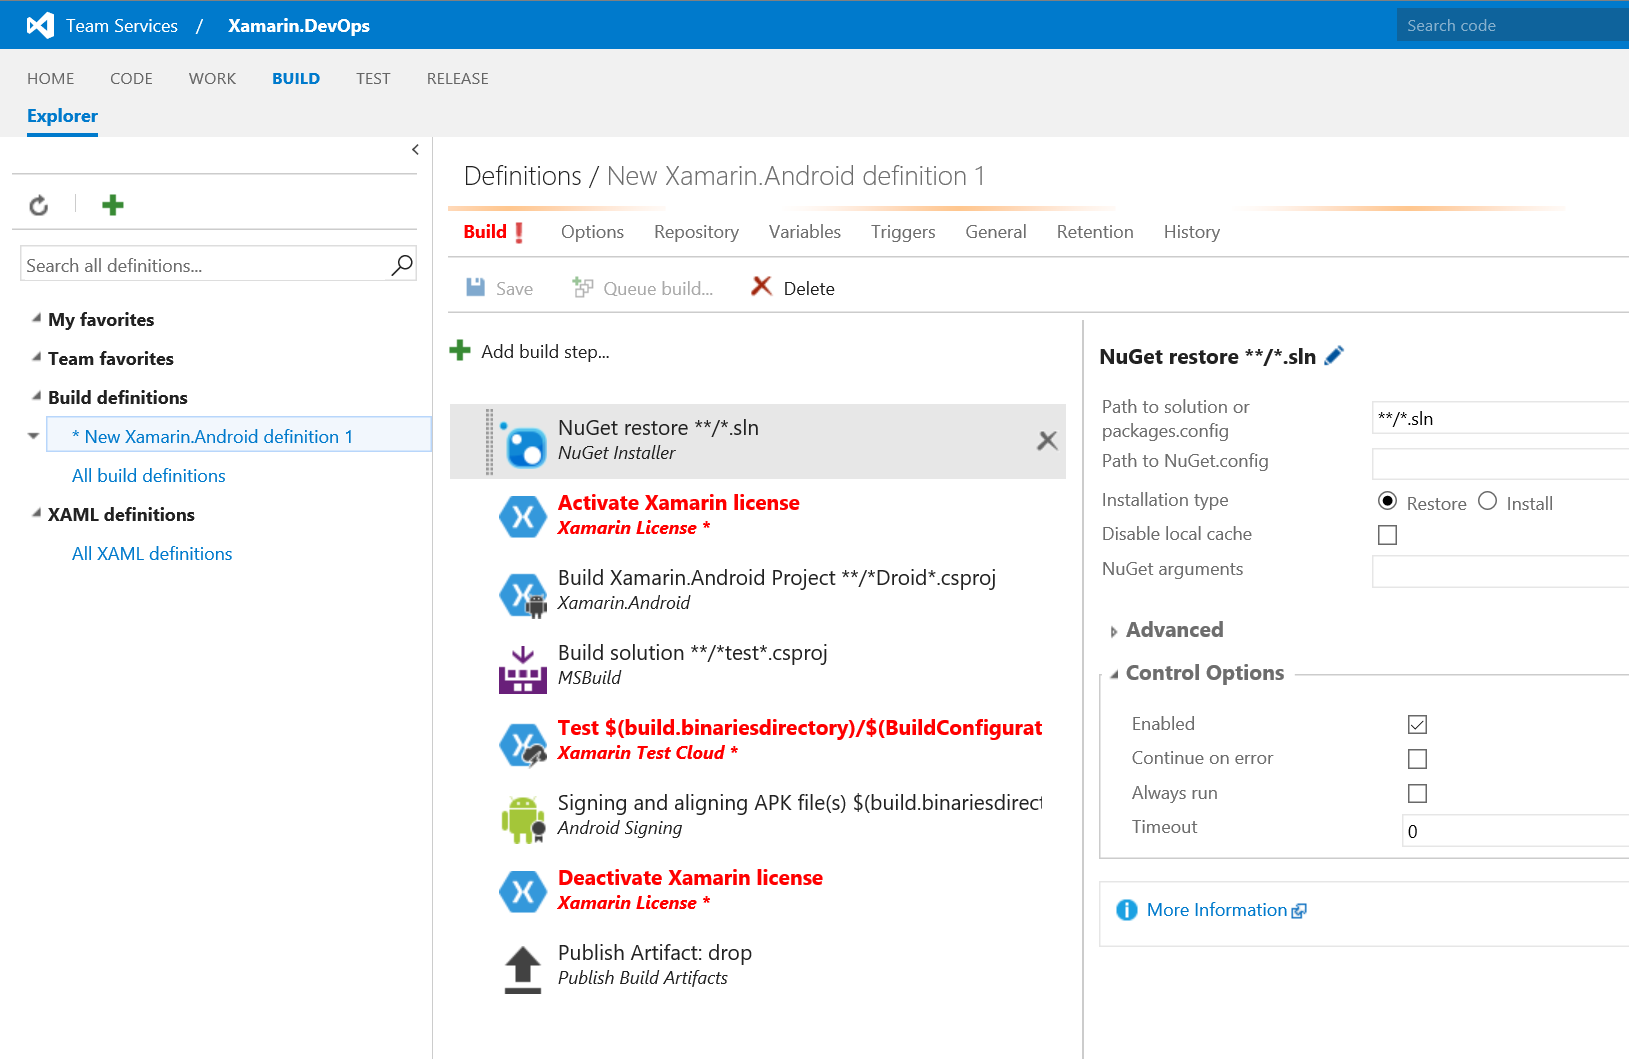 Team Services / Xamarin.DevOps
Search code
HOME CODE WORK BUILD TEST RELEASE
Explorer
Search all definitions...
My favorites
Team favorites
Build definitions
* New Xamarin.Android definition 1
All build definitions
XAML definitions
All XAML definitions
Definitions / New Xamarin.Android definition 1
Build ! Options Repository Variables Triggers General Retention History
Save Queue build... Delete
Add build step...
NuGet restore **/*.sln
NuGet Installer
Activate Xamarin license
Xamarin License *
Build Xamarin.Android Project **/*Droid*.csproj
Xamarin.Android
Build solution **/*test*.csproj
MSBuild
Test $(build.binariesdirectory)/$(BuildConfigurat
Xamarin Test Cloud *
Signing and aligning APK file(s) $(build.binariesdirect
Android Signing
Deactivate Xamarin license
Xamarin License *
Publish Artifact: drop
Publish Build Artifacts
NuGet restore **/*.sln
Path to solution or
packages.config
**/*.sln
Path to NuGet.config
Installation type Restore Install
Disable local cache
NuGet arguments
Advanced
Control Options
Enabled
Continue on error
Always run
Timeout 0
More Information